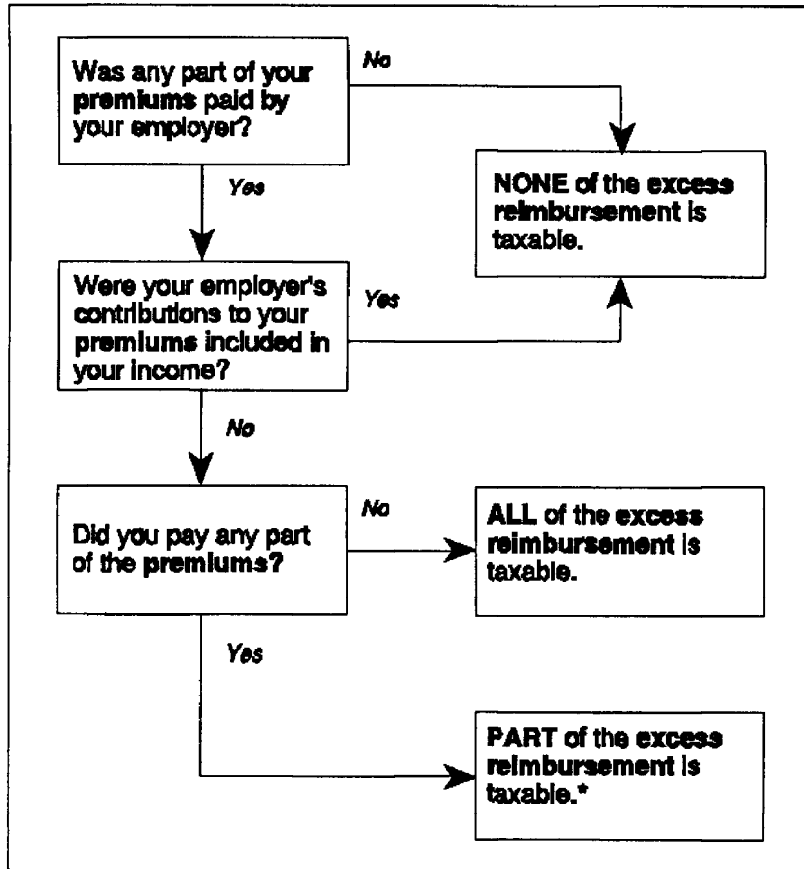 Was any part of your
premiums paid by
your employer?
No
NONE of the excess
reimbursement is
taxable.
Yes
Were your employer's
contributions to your
premiums included in
your income?
Yes
No
Did you pay any part
of the premiums?
No
ALL of the excess
reimbursement is
taxable.
Yes
PART of the excess
reimbursement is
taxable.*